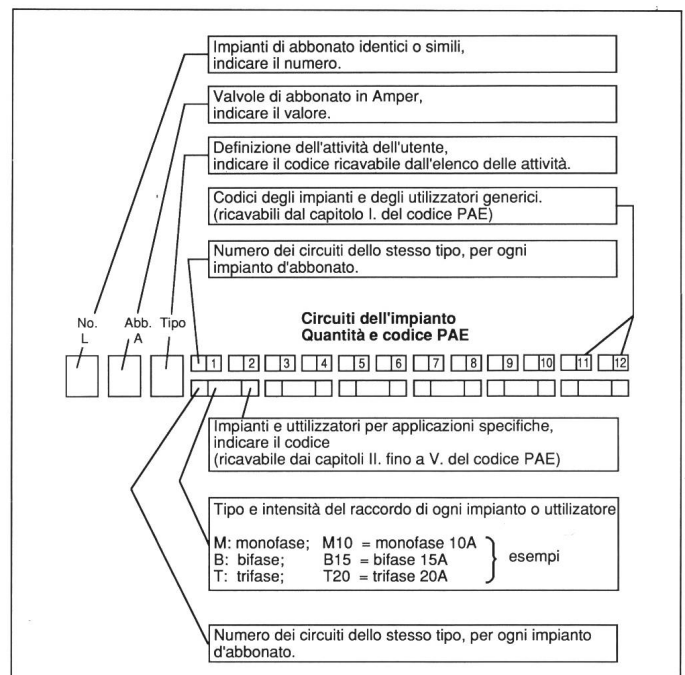 Impianti di abbonato identici o simili,
indicare il numero.
Valvole di abbonato in Amper,
indicare il valore.
Definizione dell'attività dell'utente,
indicare il codice ricavabile dall'elenco delle attività.
Codici degli impianti e degli utilizzatori generici.
(ricavabili dal capitolo I. del codice PAE)
Numero dei circuiti dello stesso tipo, per ogni
impianto d'abbonato.
No. Abb. Tipo
L A
Circuiti dell'impianto
Quantità e codice PAE
1 2 3 4 5 6 7 8 9 10 11 12
Impianti e uttilizzatori per applicazioni specifiche,
indicare il codice
(ricavabile dai capitoli II. fino a V. del codice PAE)
Tipo e intensità del raccordo di ogni impianto o uttilizatore
M: monofase; M10 = monofase 10A
B: bifase; B15 = bifase 15A } esempi
T: trifase; T20 = trifase 20A
Numero dei circuiti dello stesso tipo, per ogni impianto
d'abbonato.